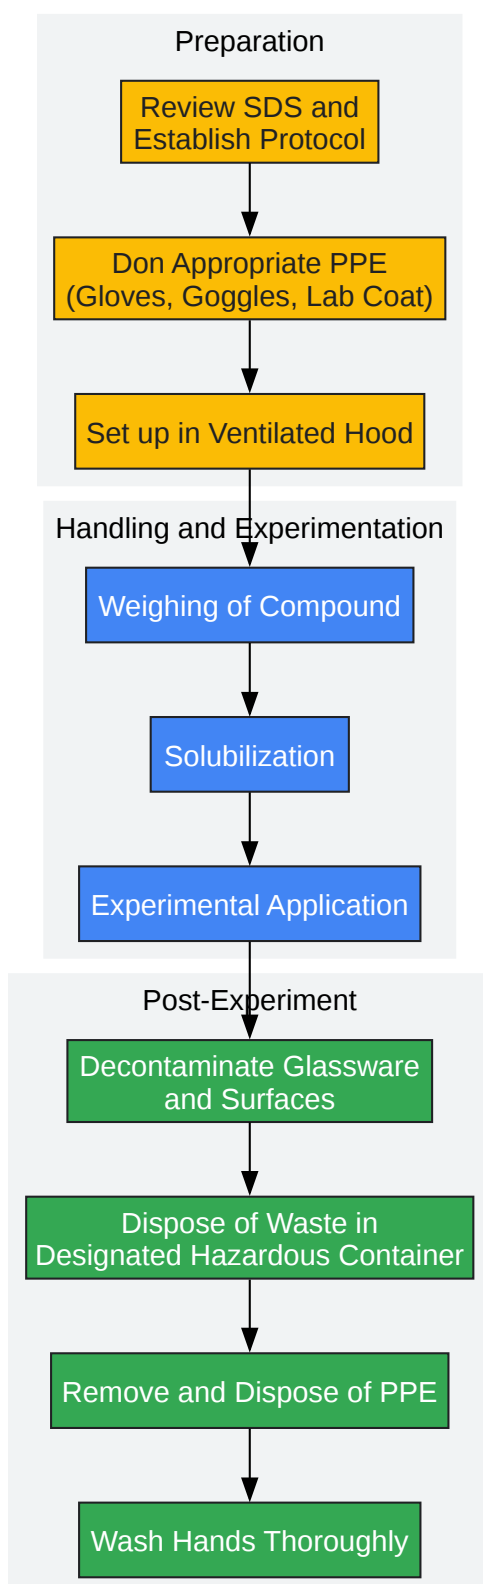 Preparation
Review SDS and
Establish Protocol
Don Appropriate PPE
(Gloves, Goggles, Lab Coat)
Set up in Ventilated Hood
Handling and Experimentation
Weighing of Compound
Solubilization
Experimental Application
Post-Experiment
Decontaminate Glassware
and Surfaces
Dispose of Waste in
Designated Hazardous Container
Remove and Dispose of PPE
Wash Hands Thoroughly